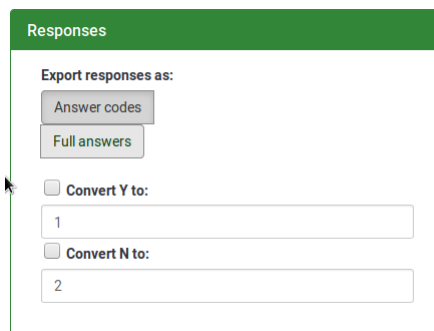 Responses
Export responses as:
Answer codes
Full answers
Convert Y to:
1
Convert N to:
2